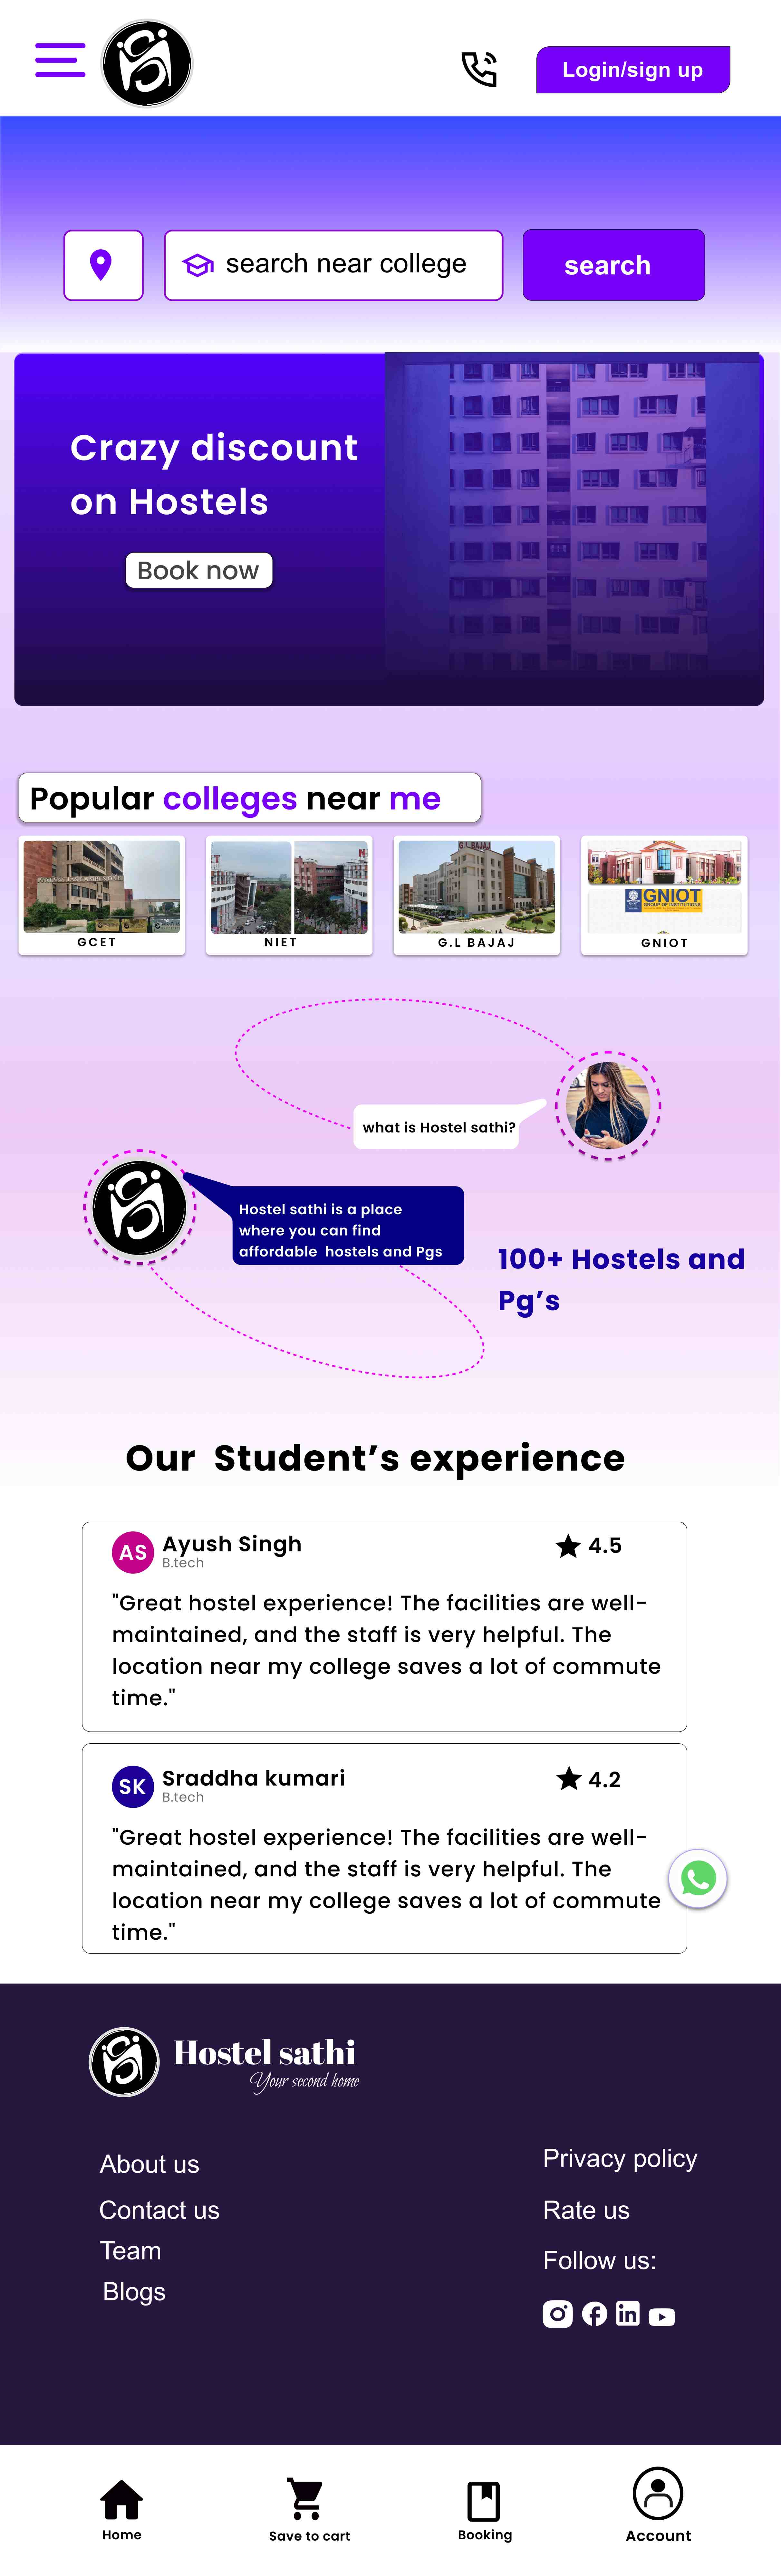 Login/sign up
search near college
search
Crazy discount
on Hostels
Book now
Popular colleges near me
GCET
NIET
G.L BAJAJ
G.L BAJAJ
GNIOT
GROUP OF INSTITUTIONS
GNIOT
what is Hostel sathi?
Hostel sathi is a place
where you can find
affordable hostels and Pgs
100+ Hostels and
Pg’s
Our Student’s experience
AS
Ayush Singh
B.tech
4.5
"Great hostel experience! The facilities are well-
maintained, and the staff is very helpful. The
location near my college saves a lot of commute
time."
SK
Sraddha kumari
B.tech
4.2
"Great hostel experience! The facilities are well-
maintained, and the staff is very helpful. The
location near my college saves a lot of commute
time."
Hostel sathi
Your second home
About us
Contact us
Team
Blogs
Privacy policy
Rate us
Follow us:
in
Home
Save to cart
Booking
Account